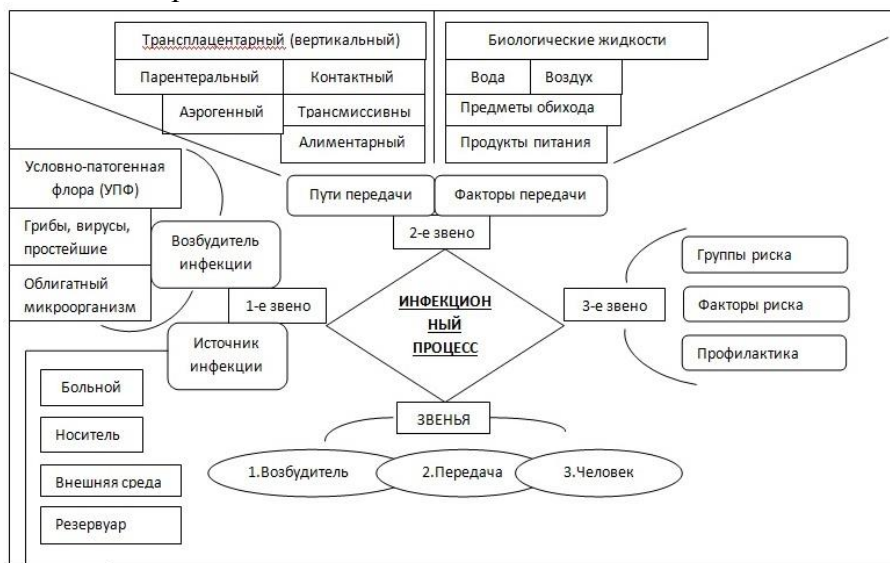 Трансплацентарный (вертикальный)
Парентеральный
Контактный
Аэрогенный
Трансмиссивны
Алиментарный
Биологические жидкости
Вода
Воздух
Предметы обихода
Продукты питания
Условно-патогенная
флора (УПФ)
Грибы, вирусы,
простейшие
Облигатный
микроорганизм
Возбудитель
инфекции
Пути передачи
Факторы передачи
2-е звено
1-е звено
ИНФЕКЦИОН
НЫЙ
ПРОЦЕСС
3-е звено
Группы риска
Факторы риска
Профилактика
Источник
инфекции
Больной
Носитель
Внешняя среда
Резервуар
ЗВЕНЬЯ
1.Возбудитель
2.Передача
3.Человек